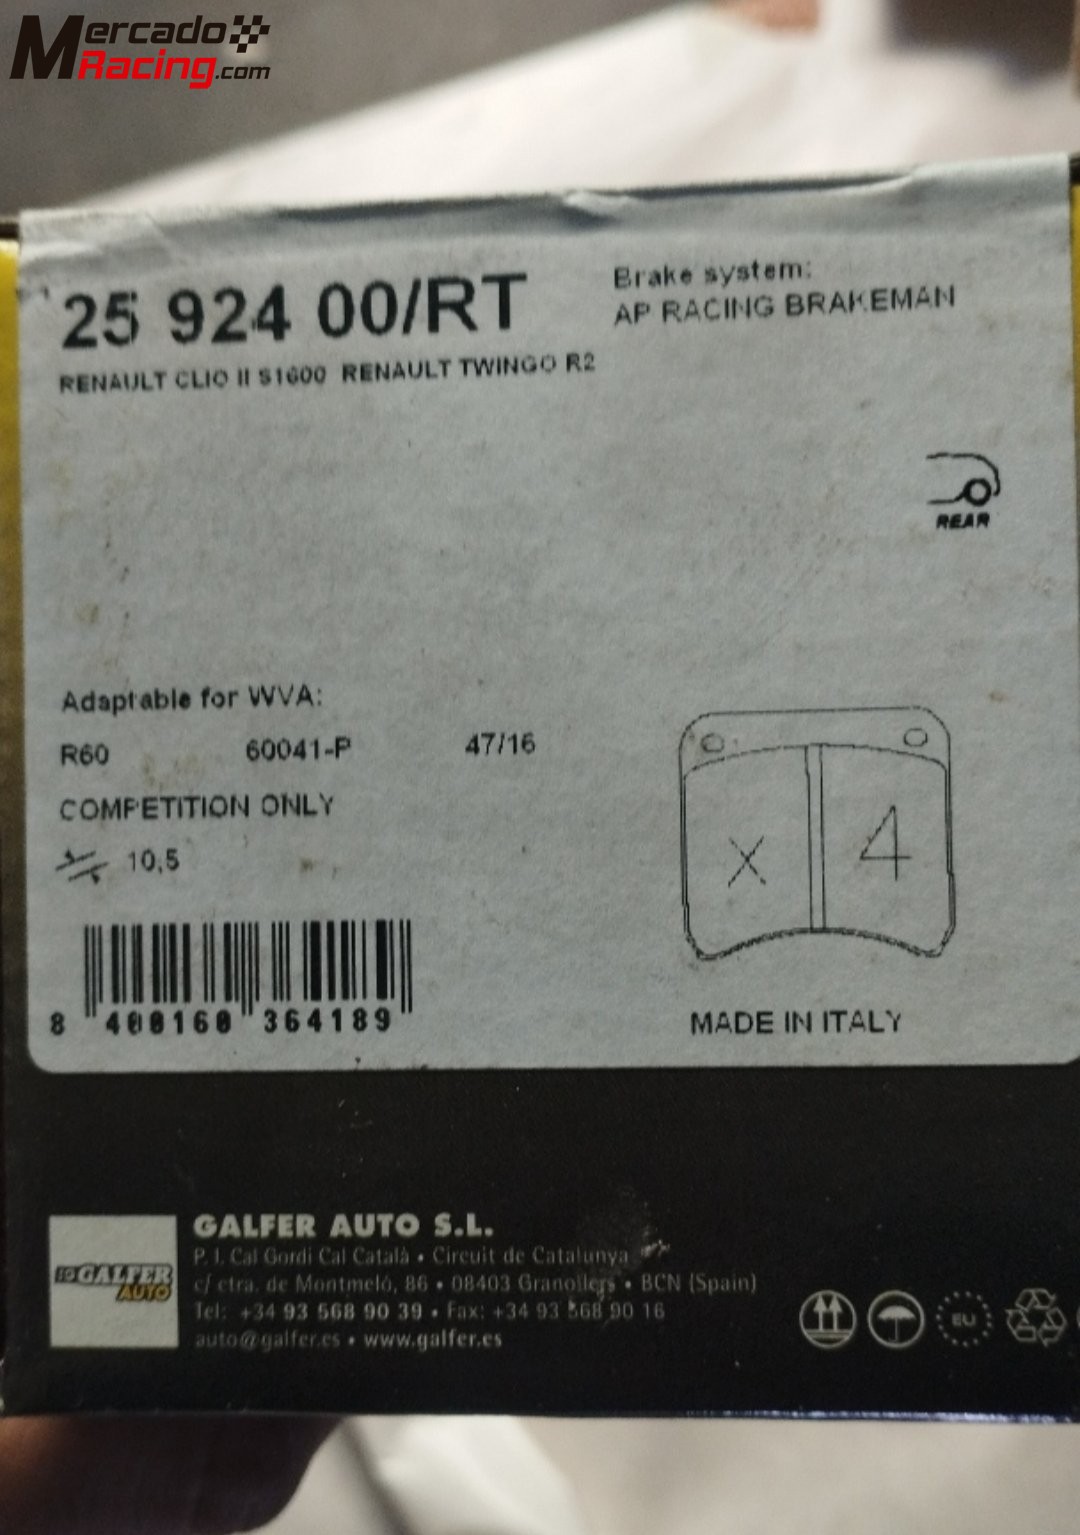 Mercado
Racing.com
25 924 00/RT
Brake system:
AP RACING BRAKEMAN
RENAULT CLIO II S1600 RENAULT TWINGO R2
REAR
Adaptable for WVA:
R60 60041-P 47/16
COMPETITION ONLY
10,5
X 4
8 400160 364189
MADE IN ITALY
GALFER AUTO S.L.
P. I. Cal Gordi Cal Català • Circuit de Catalunya
c/ ctra. de Montmeló, 86 • 08403 Granollers • BCN (Spain)
Tel: +34 93 568 90 39 • Fax: +34 93 568 90 16
auto@galfer.es • www.galfer.es
GALFER
AUTO
EU